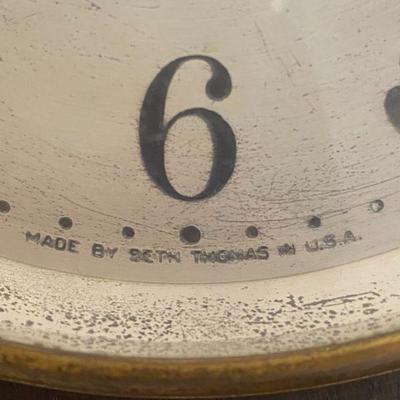 6
MADE BY SETH THOMAS IN U.S.A.